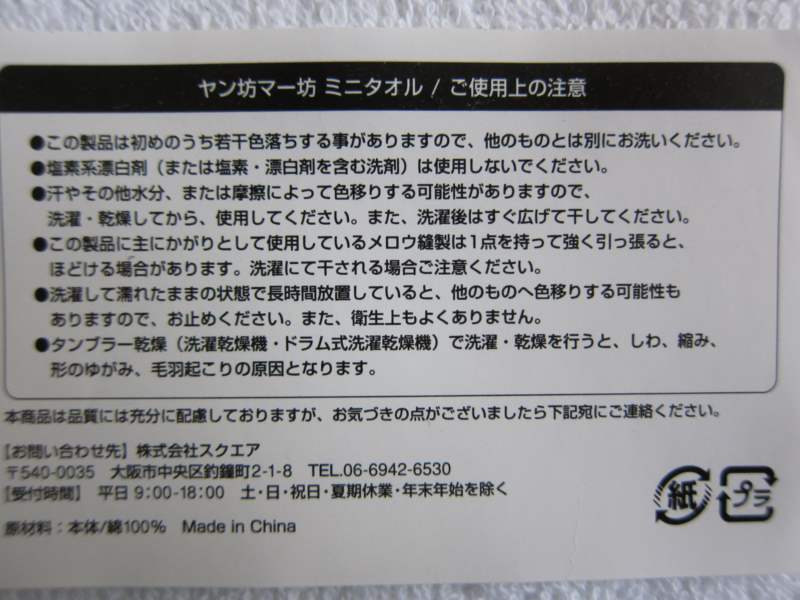 ヤン坊マー坊 ミニタオル / ご使用上の注意
●この製品は初めのうち若干色落ちする事がありますので、他のものとは別にお洗いください。
●塩素系漂白剤（または塩素・漂白剤を含む洗剤）は使用しないでください。
●汗やその他水分、または摩擦によって色移りする可能性がありますので、
洗濯・乾燥してから、使用してください。また、洗濯後はすぐ広げて干してください。
●この製品に主にかがりとして使用しているメロウ縫製は1点を持って強く引っ張ると、
ほどける場合があります。洗濯にて干される場合ご注意ください。
●洗濯して濡れたままの状態で長時間放置していると、他のものへ色移りする可能性も
ありますので、お止めください。また、衛生上もよくありません。
●タンブラー乾燥（洗濯乾燥機・ドラム式洗濯乾燥機）で洗濯・乾燥を行うと、しわ、縮み、
形のゆがみ、毛羽起こりの原因となります。
本商品は品質には充分に配慮しておりますが、お気づきの点がございましたら下記宛にご連絡ください。
【お問い合わせ先】株式会社スクエア
〒540-0035 大阪市中央区釣鐘町2-1-8 TEL.06-6942-6530
【受付時間】 平日 9:00-18:00 土・日・祝日・夏期休業・年末年始を除く
原材料：本体/綿100% Made in China
紙 プラ